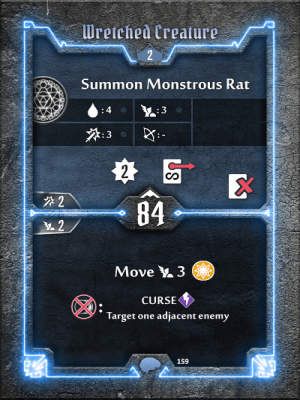 Wretched Creature
2
Summon Monstrous Rat
:4 :3
:3 :-
2 S
2
84
2
Move 3
: CURSE
Target one adjacent enemy
159